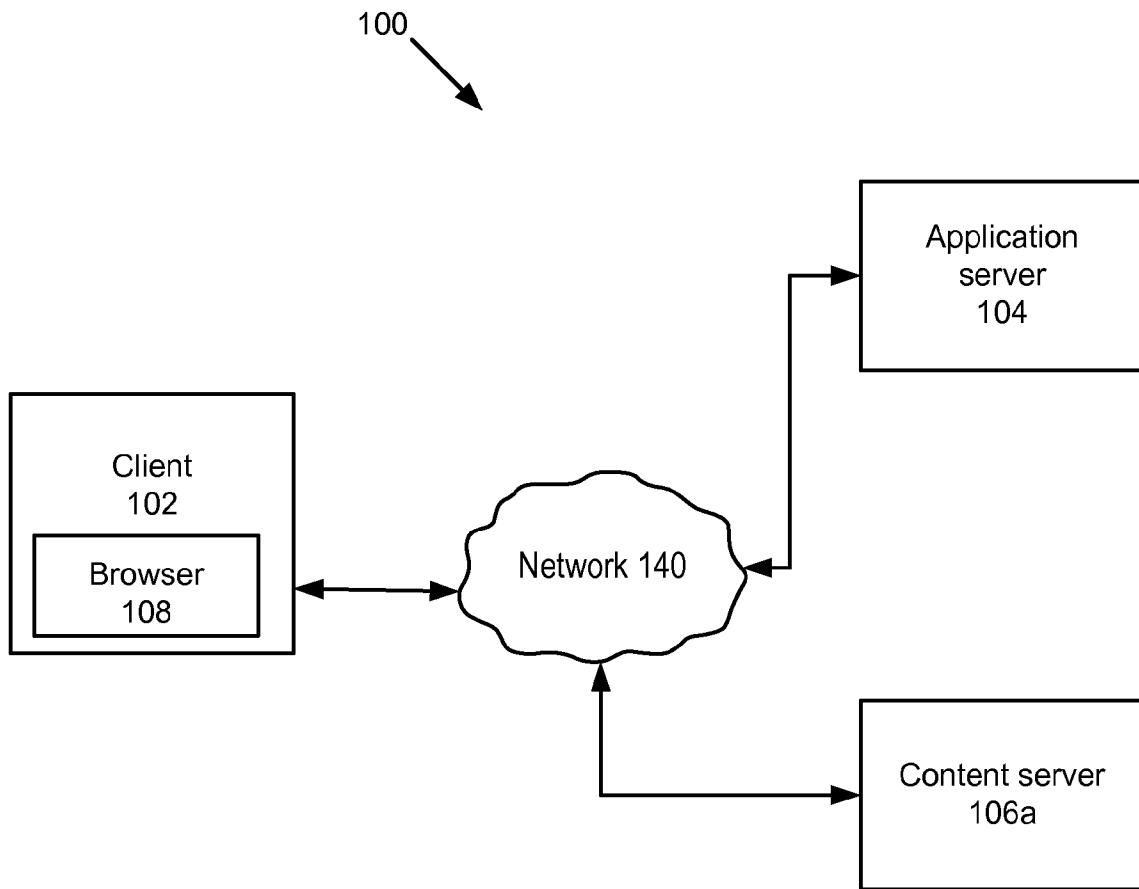 100
Application
server
104
Client
102
Browser
108
Network 140
Content server
106a